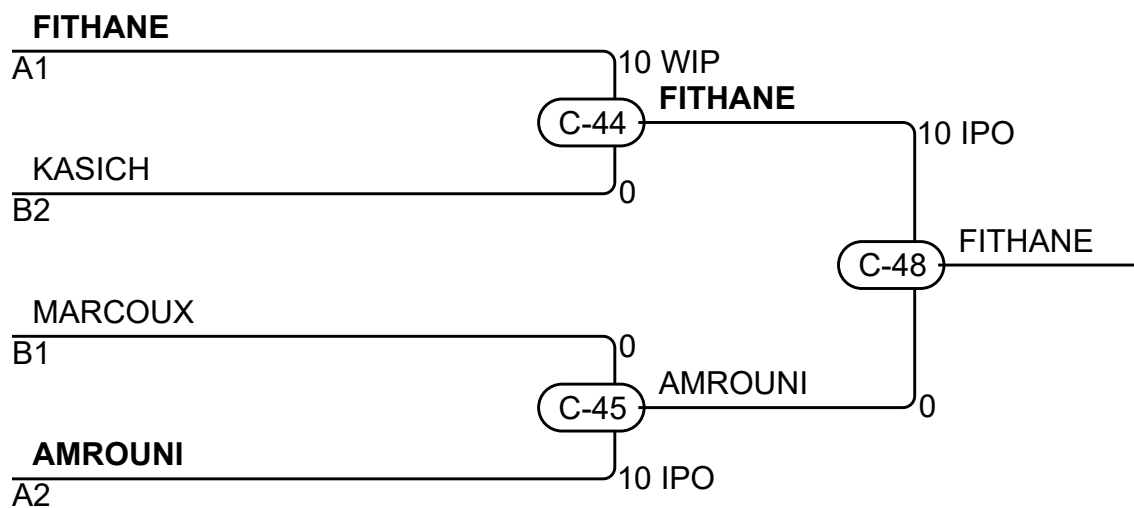 FITHANE
A1
10 WIP
C-44
FITHANE
KASICH
B2
0
10 IPO
C-48
FITHANE
MARCOUX
B1
0
C-45
AMROUNI
0
AMROUNI
A2
10 IPO